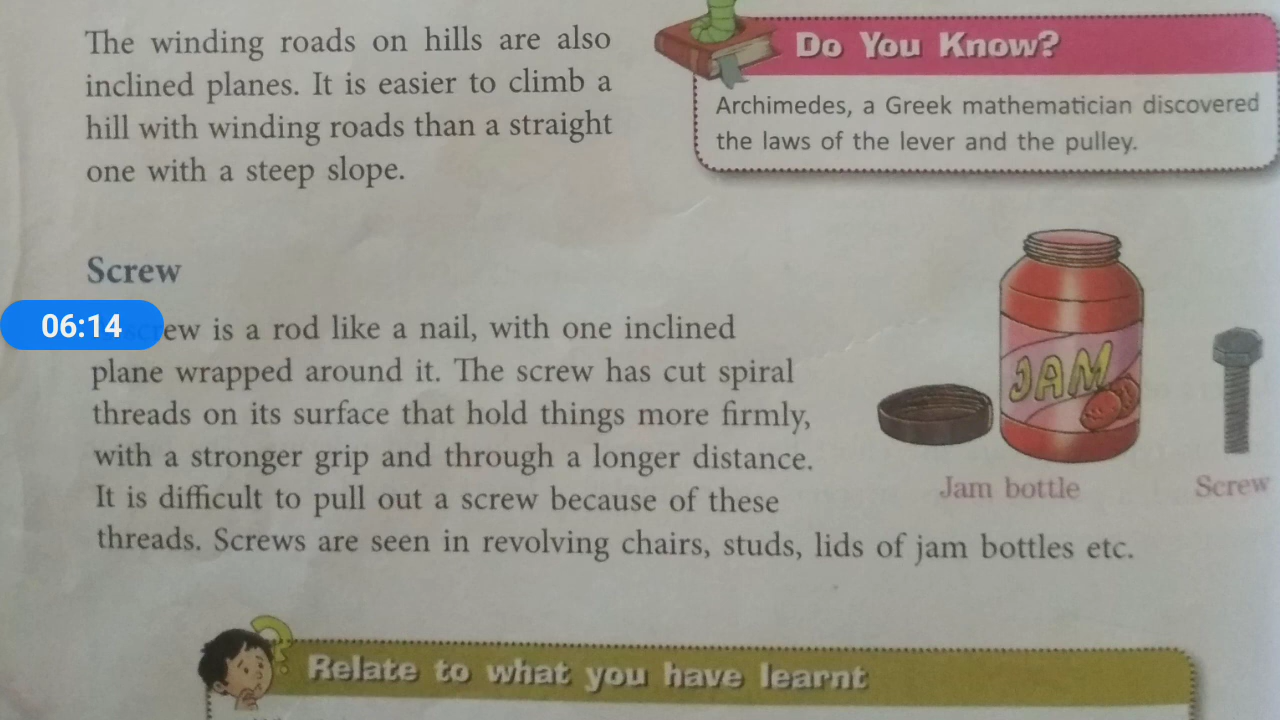 The winding roads on hills are also
inclined planes. It is easier to climb a
hill with winding roads than a straight
one with a steep slope.
Do You Know?
Archimedes, a Greek mathematician discovered
the laws of the lever and the pulley.
Screw
06:14
screw is a rod like a nail, with one inclined
plane wrapped around it. The screw has cut spiral
threads on its surface that hold things more firmly,
with a stronger grip and through a longer distance.
It is difficult to pull out a screw because of these
threads. Screws are seen in revolving chairs, studs, lids of jam bottles etc.
JAM
Jam bottle
Screw
Relate to what you have learnt